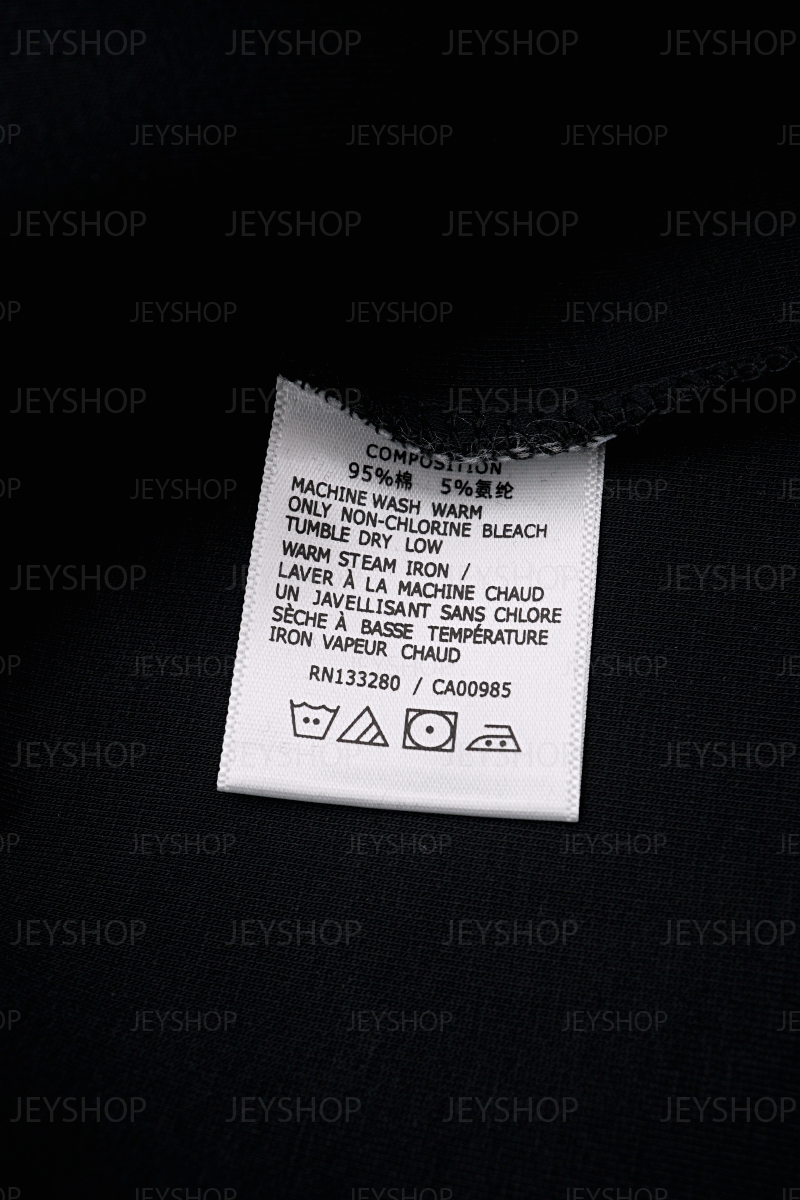 COMPOSITION
95%棉 5%氨纶
MACHINE WASH WARM
ONLY NON-CHLORINE BLEACH
TUMBLE DRY LOW
WARM STEAM IRON /
LAVER À LA MACHINE CHAUD
UN JAVELLISANT SANS CHLORE
SÈCHE À BASSE TEMPÉRATURE
IRON VAPEUR CHAUD
RN133280 / CA00985
JEYSHOP